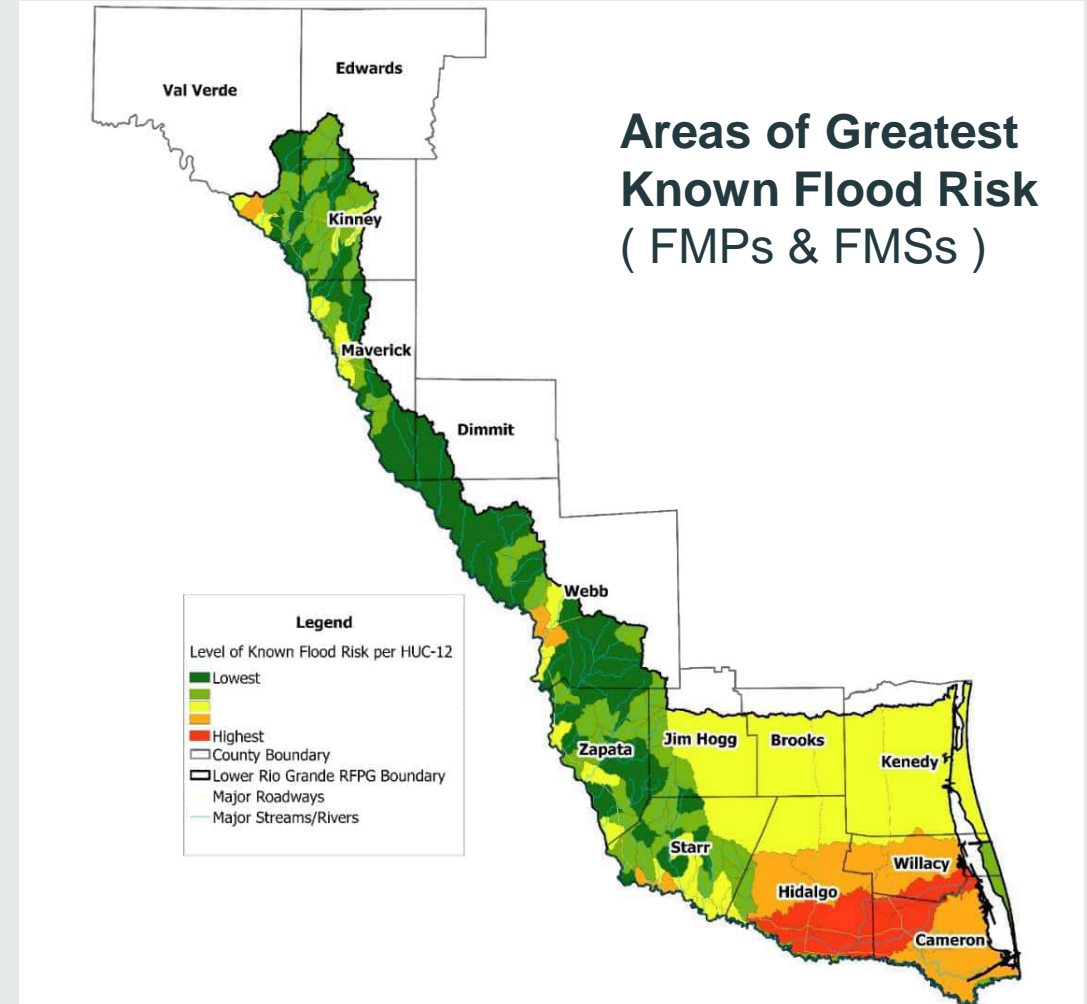 Areas of Greatest
Known Flood Risk
( FMPs & FMSs )
Edwards
Val Verde
Kinney
Maverick
Dimmit
Webb
Zapata
Jim Hogg
Brooks
Kenedy
Starr
Willacy
Hidalgo
Cameron
Legend
Level of Known Flood Risk per HUC-12
Lowest
Highest
County Boundary
Lower Rio Grande RFPG Boundary
Major Roadways
Major Streams/Rivers